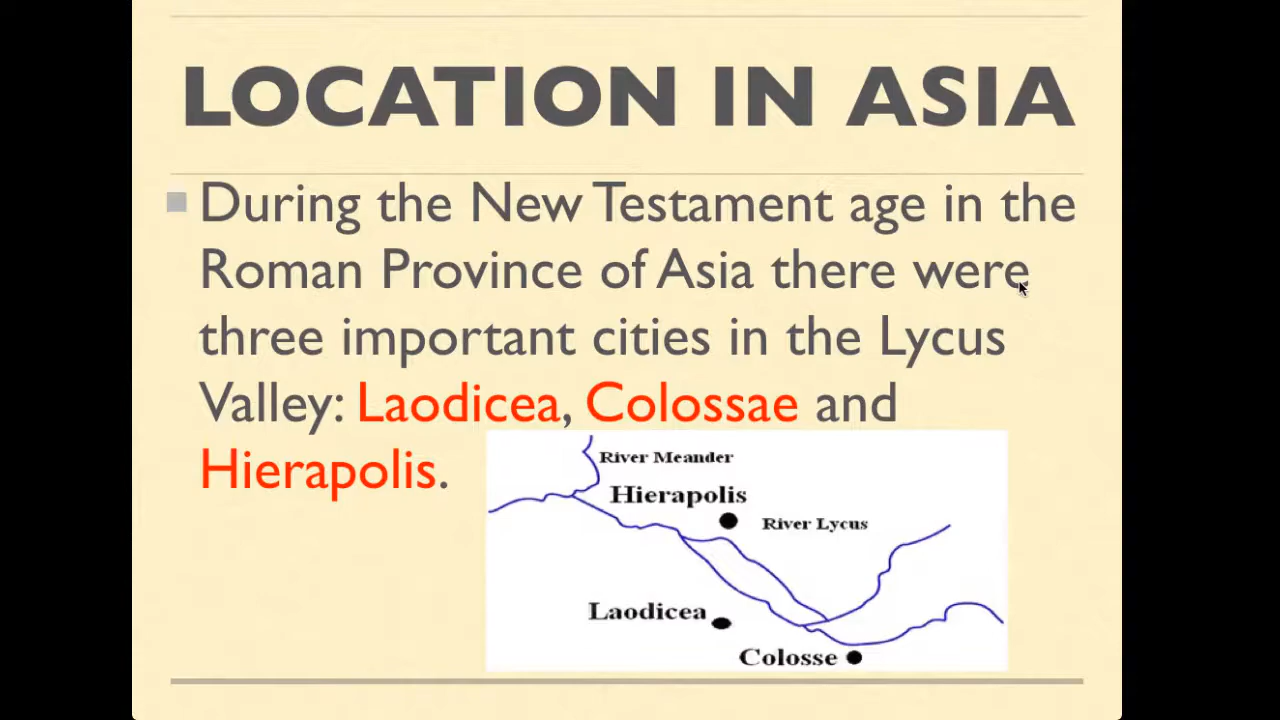 LOCATION IN ASIA
During the New Testament age in the
Roman Province of Asia there were
three important cities in the Lycus
Valley: Laodicea, Colossae and
Hierapolis.
River Meander
Hierapolis
River Lycus
Laodicea
Colosse